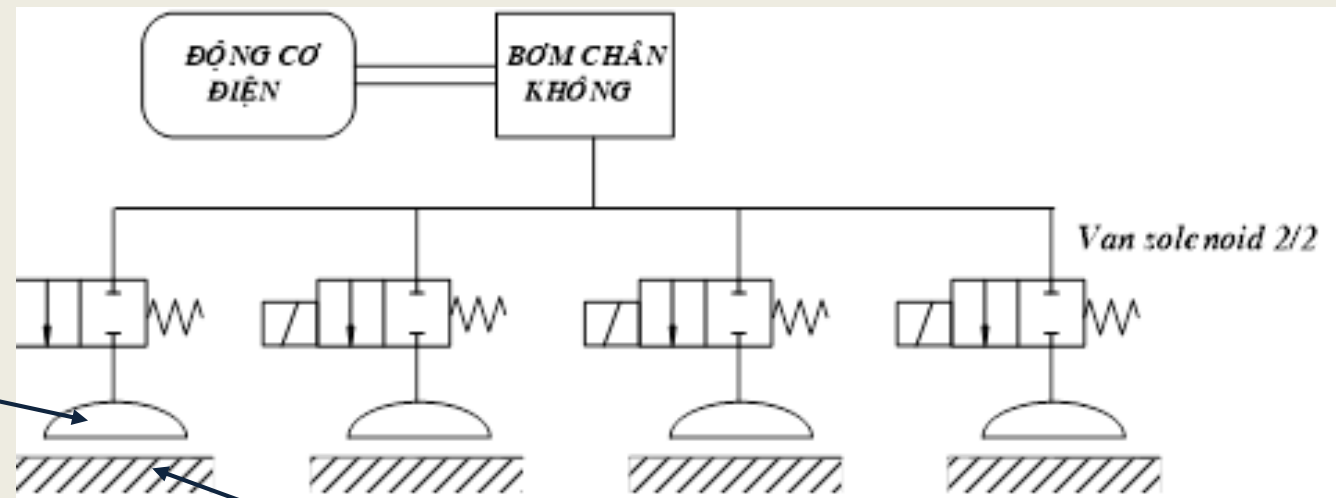 ĐỘNG CƠ
ĐIỆN
BƠM CHÂN
KHÔNG
Van solenoid 2/2